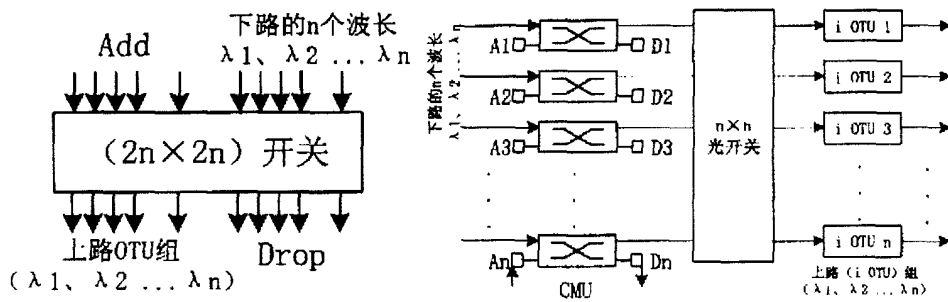 下路的n个波长
λ1、λ2 ... λn
Add
(2n×2n) 开关
上路OTU组
(λ1、λ2 ... λn)
Drop
下路的n个波长
λ1、λ2 ... λn
A1
D1
A2
D2
A3
D3
An
Dn
CMU
n×n
光开关
i OTU 1
i OTU 2
i OTU 3
i OTU n
上路(i OTU)组
(λ1、λ2 ... λn)